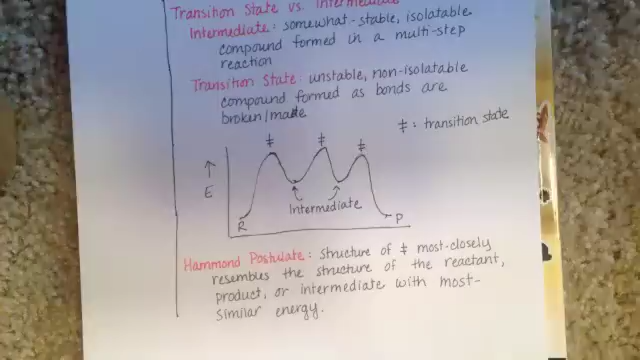 Transition State vs. Intermediate
Intermediate: somewhat-stable, isolatable
compound formed in a multi-step
reaction
Transition State: unstable, non-isolatable
compound formed as bonds are
broken/made
‡ = transition state
‡ ‡ ‡
↑
E
Intermediate
R P
Hammond Postulate: structure of ‡ most-closely
resembles the structure of the reactant,
product, or intermediate with most-
similar energy.